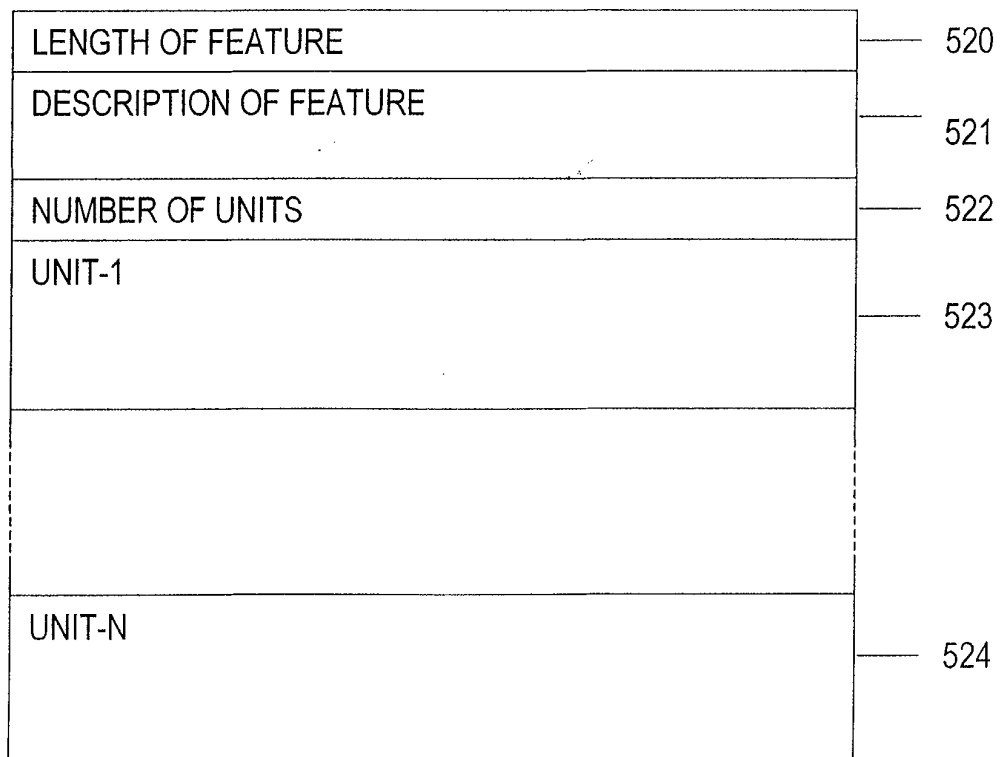 LENGTH OF FEATURE 520
DESCRIPTION OF FEATURE 521
NUMBER OF UNITS 522
UNIT-1 523
UNIT-N 524